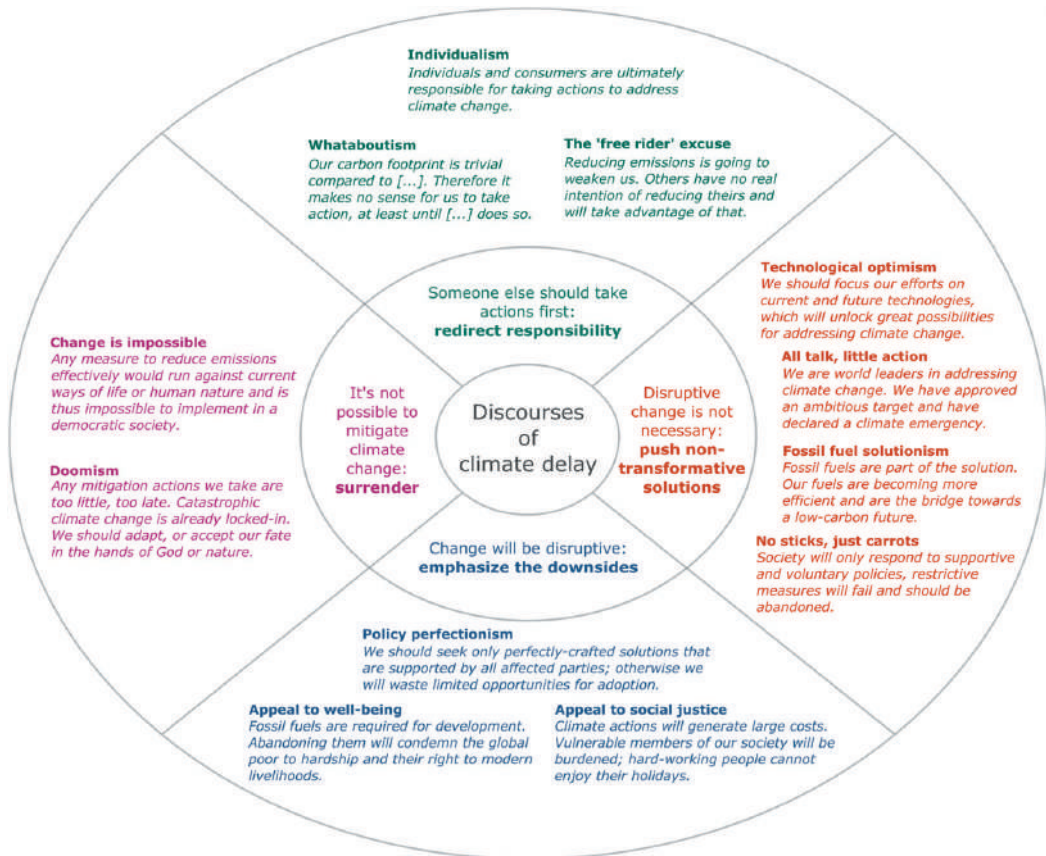 Individualism
Individuals and consumers are ultimately
responsible for taking actions to address
climate change.
Whataboutism
Our carbon footprint is trivial
compared to [...]. Therefore it
makes no sense for us to take
action, at least until [...] does so.
The 'free rider' excuse
Reducing emissions is going to
weaken us. Others have no real
intention of reducing theirs and
will take advantage of that.
Someone else should take
actions first:
redirect responsibility
Technological optimism
We should focus our efforts on
current and future technologies,
which will unlock great possibilities
for addressing climate change.
All talk, little action
We are world leaders in addressing
climate change. We have approved
an ambitious target and have
declared a climate emergency.
Fossil fuel solutionism
Fossil fuels are part of the solution.
Our fuels are becoming more
efficient and are the bridge towards
a low-carbon future.
No sticks, just carrots
Society will only respond to supportive
and voluntary policies, restrictive
measures will fail and should be
abandoned.
Disruptive
change is not
necessary:
push non-
transformative
solutions
Discourses
of
climate delay
It's not
possible to
mitigate
climate
change:
surrender
Change is impossible
Any measure to reduce emissions
effectively would run against current
ways of life or human nature and is
thus impossible to implement in a
democratic society.
Doomism
Any mitigation actions we take are
too little, too late. Catastrophic
climate change is already locked-in.
We should adapt, or accept our fate
in the hands of God or nature.
Change will be disruptive:
emphasize the downsides
Policy perfectionism
We should seek only perfectly-crafted solutions that
are supported by all affected parties; otherwise we
will waste limited opportunities for adoption.
Appeal to well-being
Fossil fuels are required for development.
Abandoning them will condemn the global
poor to hardship and their right to modern
livelihoods.
Appeal to social justice
Climate actions will generate large costs.
Vulnerable members of our society will be
burdened; hard-working people cannot
enjoy their holidays.